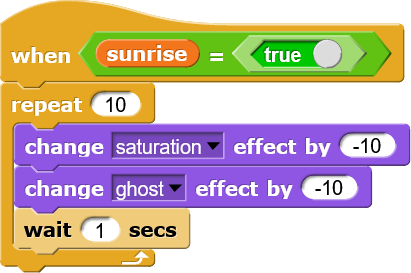 when sunrise = true
repeat 10
change saturation effect by -10
change ghost effect by -10
wait 1 secs